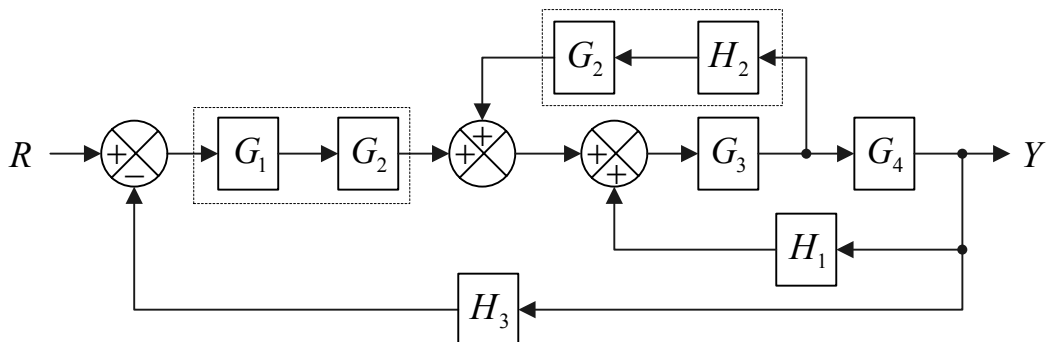 G₂ H₂
R + − G₁ G₂ + + + + G₃ G₄ Y
H₁
H₃